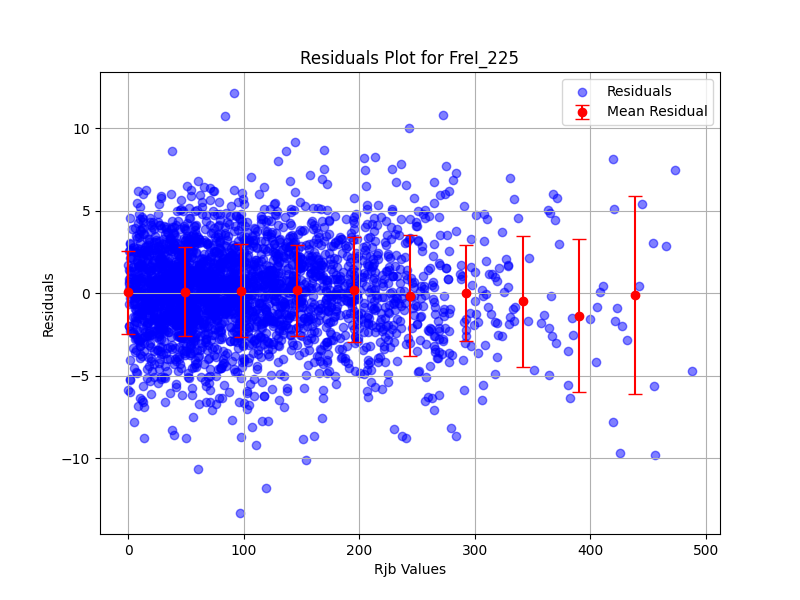 Residuals Plot for FreI_225
Residuals
Mean Residual
Residuals
10
5
0
−5
−10
0
100
200
300
400
500
Rjb Values